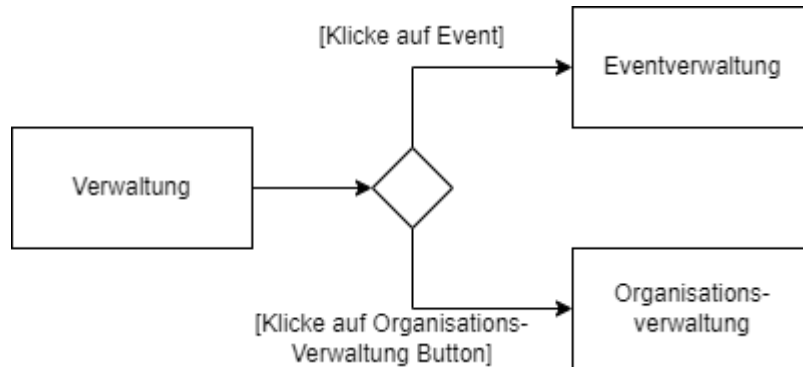 [Klicke auf Event]
Eventverwaltung
Verwaltung
[Klicke auf Organisations-
Verwaltung Button]
Organisations-
verwaltung